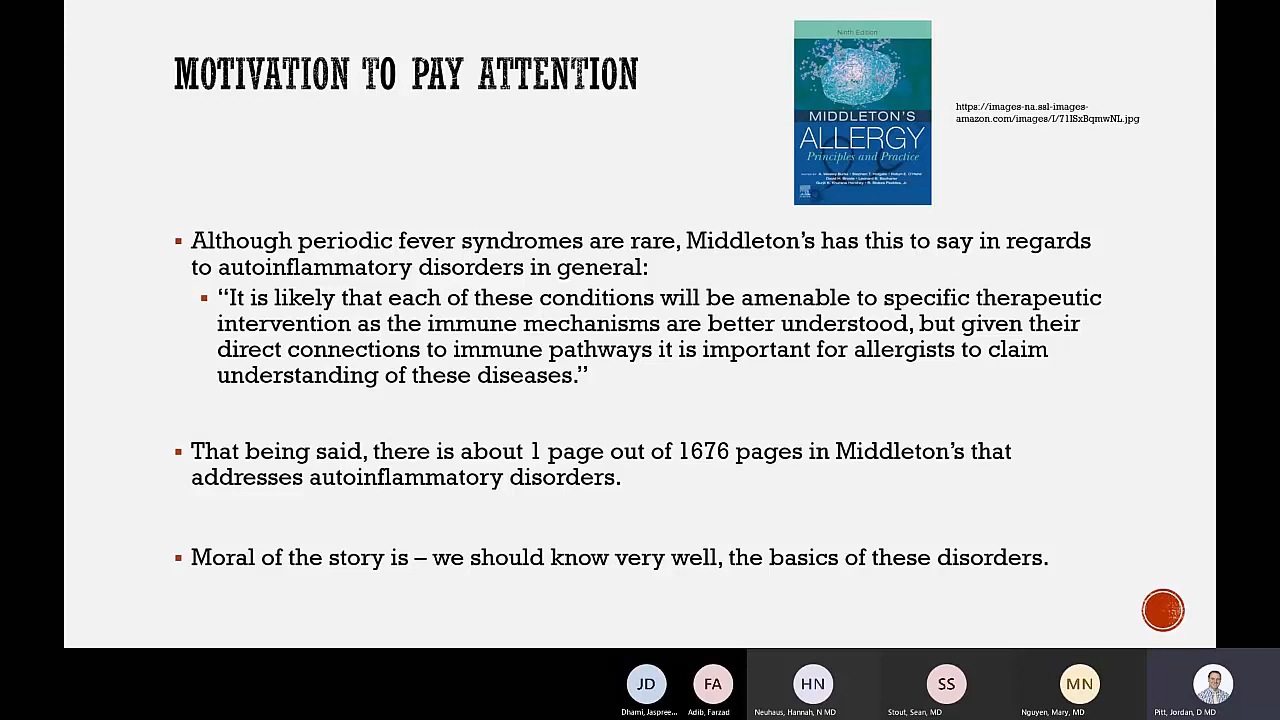 MOTIVATION TO PAY ATTENTION
Ninth Edition
MIDDLETON'S
ALLERGY
Principles and Practice
https://images-na.ssl-images-
amazon.com/images/I/71lSxBqmwNL.jpg
Although periodic fever syndromes are rare, Middleton's has this to say in regards
to autoinflammatory disorders in general:
"It is likely that each of these conditions will be amenable to specific therapeutic
intervention as the immune mechanisms are better understood, but given their
direct connections to immune pathways it is important for allergists to claim
understanding of these diseases."
That being said, there is about 1 page out of 1676 pages in Middleton's that
addresses autoinflammatory disorders.
Moral of the story is – we should know very well, the basics of these disorders.
JD
FA
HN
SS
MN
Dhami, Jaspree...
Adib, Farzad
Neuhaus, Hannah, N MD
Stout, Sean, MD
Nguyen, Mary, MD
Pitt, Jordan, D MD